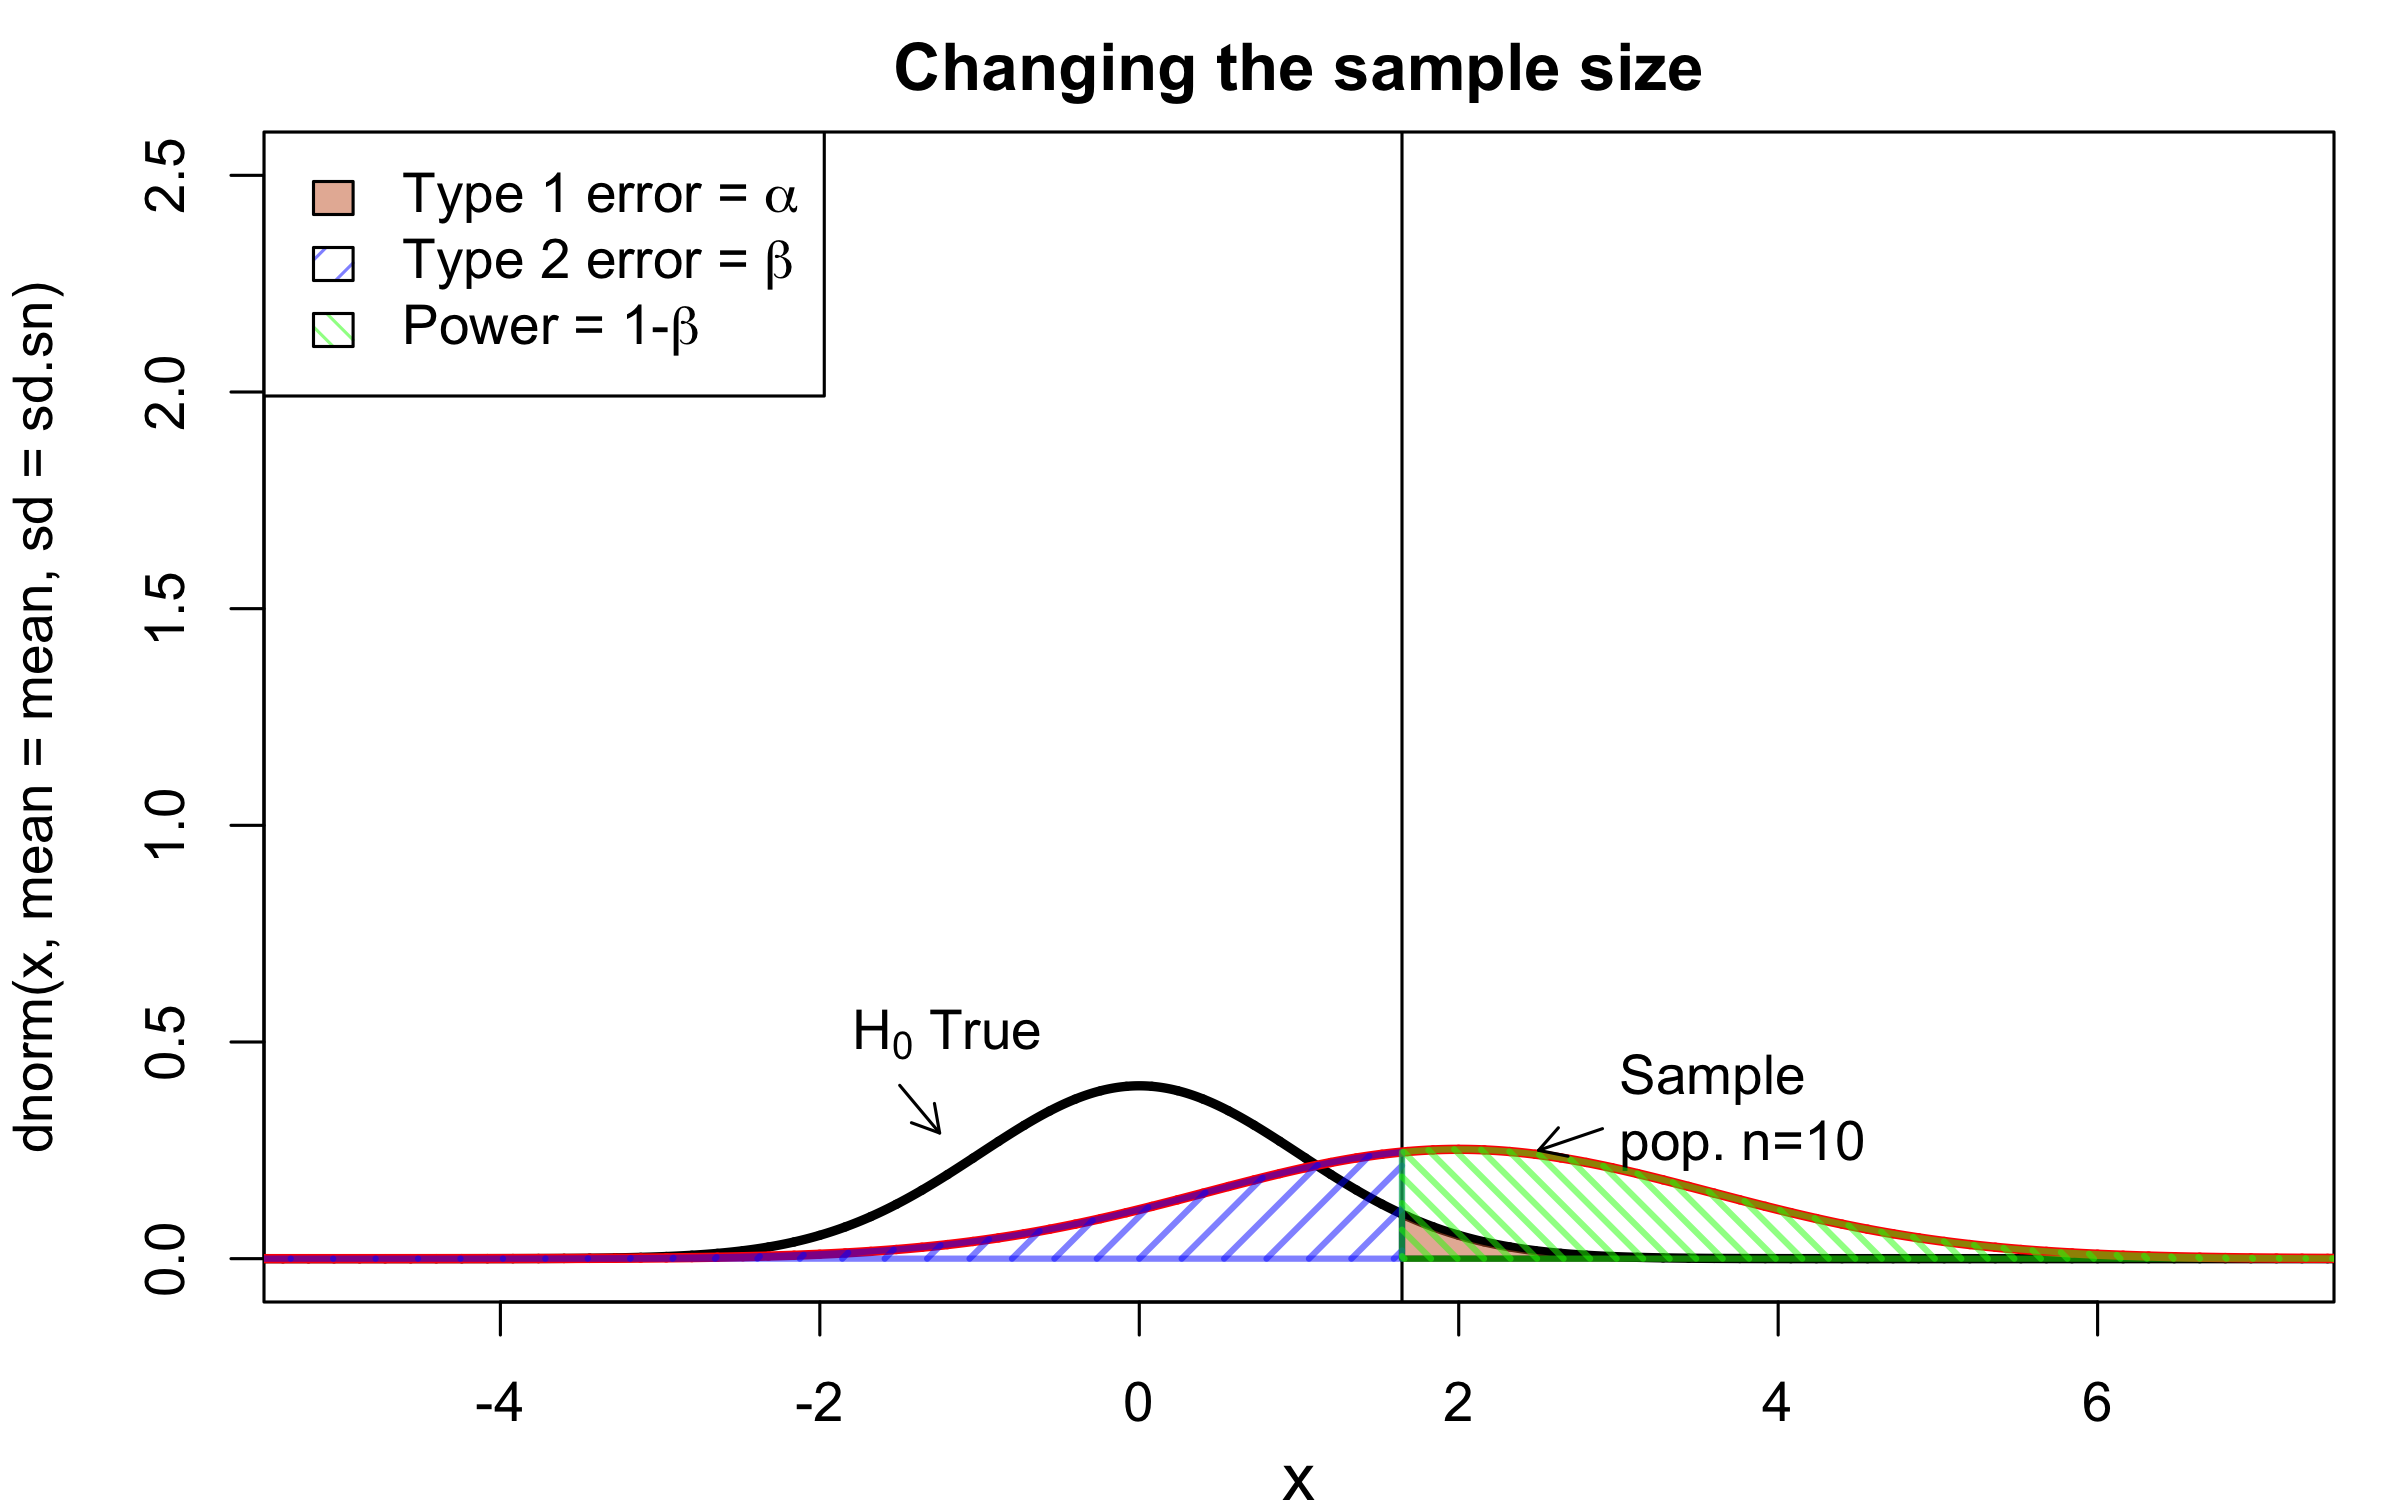 Changing the sample size
Type 1 error = α
Type 2 error = β
Power = 1-β
dnorm(x, mean = mean, sd = sd.sn)
2.5
2.0
1.5
1.0
0.5
0.0
H₀ True
Sample
pop. n=10
-4 -2 0 2 4 6
x